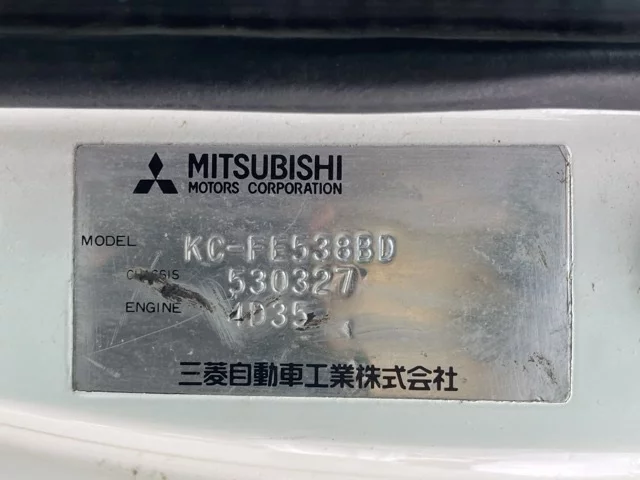 MITSUBISHI
MOTORS CORPORATION
MODEL KC-FE538BD
CHASSIS 530327
ENGINE 4D35
三菱自動車工業株式会社